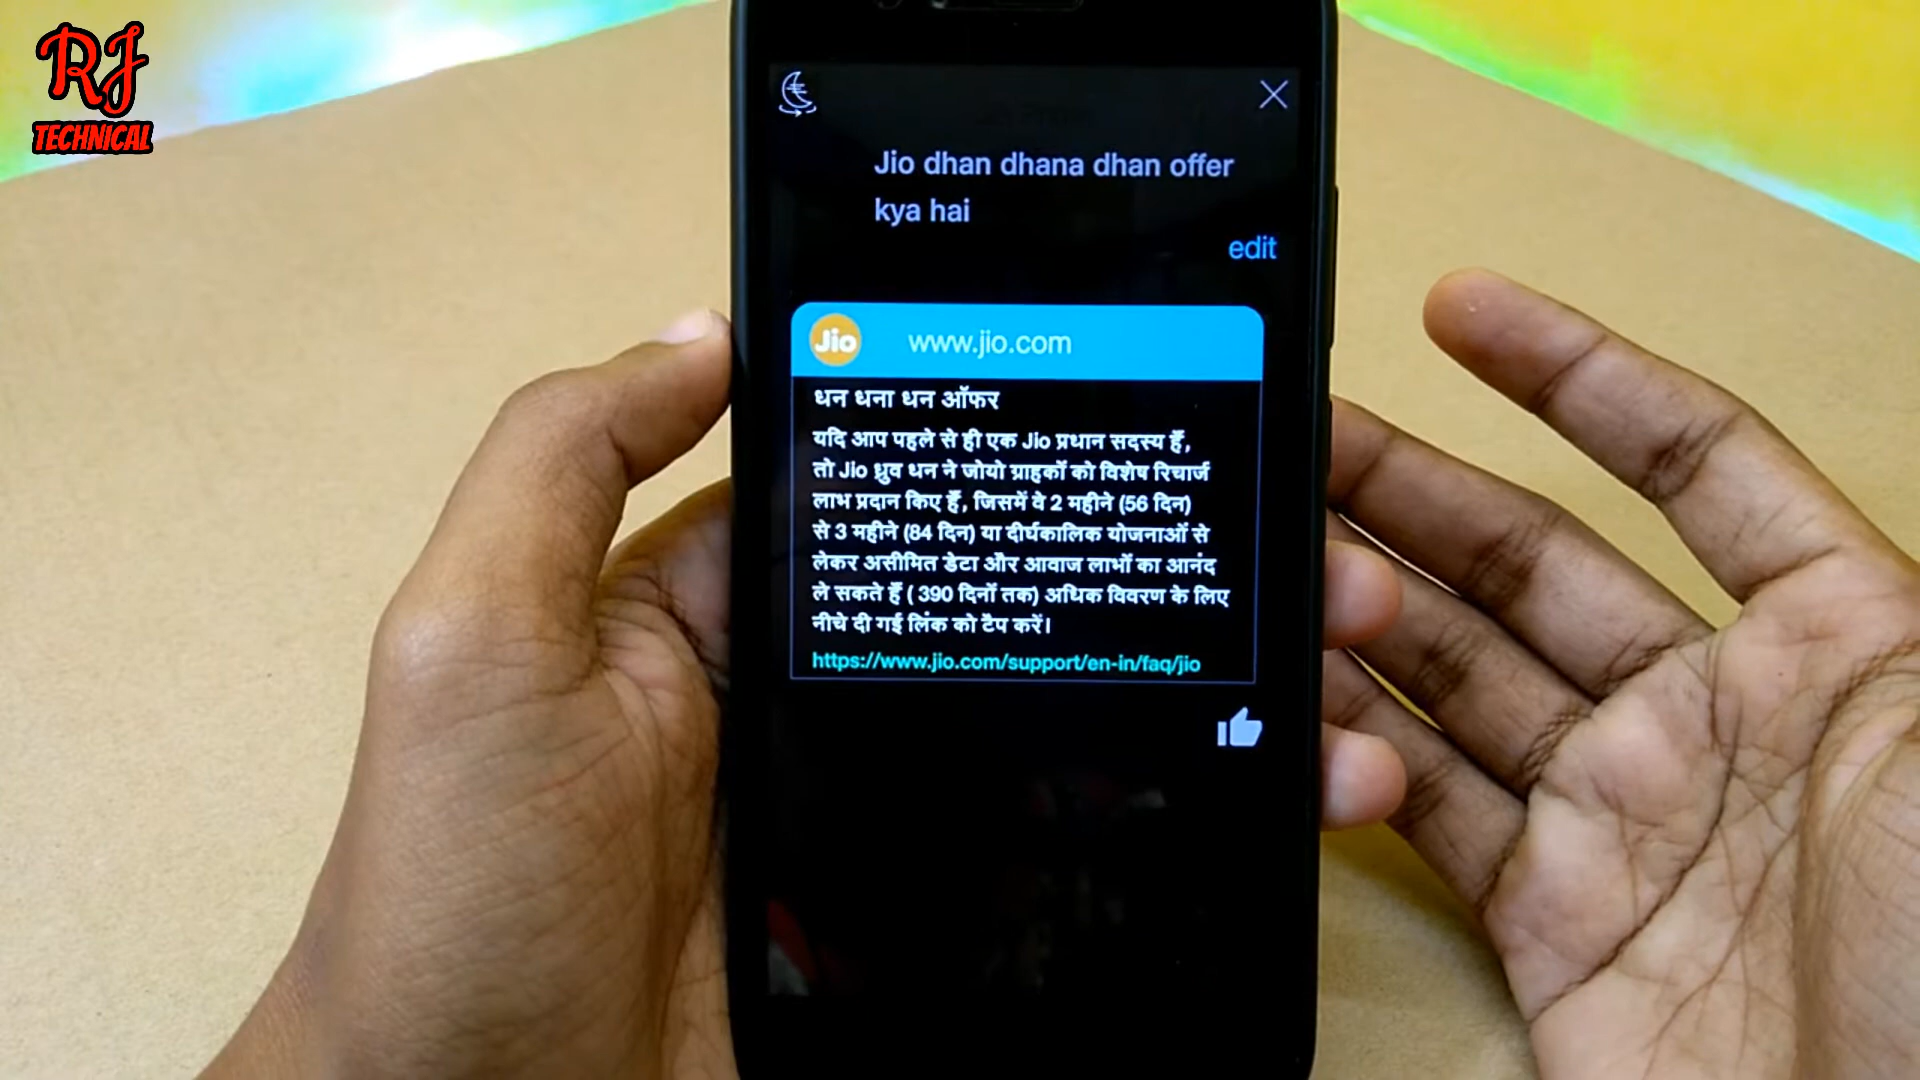 RJ
TECHNICAL
Jio dhan dhana dhan offer
kya hai
edit
Jio
www.jio.com
धन धना धन ऑफर
यदि आप पहले से ही एक Jio प्रधान सदस्य हैं,
तो Jio ध्रुव धन ने जोयो ग्राहकों को विशेष रिचार्ज
लाभ प्रदान किए हैं, जिसमें वे 2 महीने (56 दिन)
से 3 महीने (84 दिन) या दीर्घकालिक योजनाओं से
लेकर असीमित डेटा और आवाज लाभों का आनंद
ले सकते हैं ( 390 दिनों तक) अधिक विवरण के लिए
नीचे दी गई लिंक को टैप करें।
https://www.jio.com/support/en-in/faq/jio